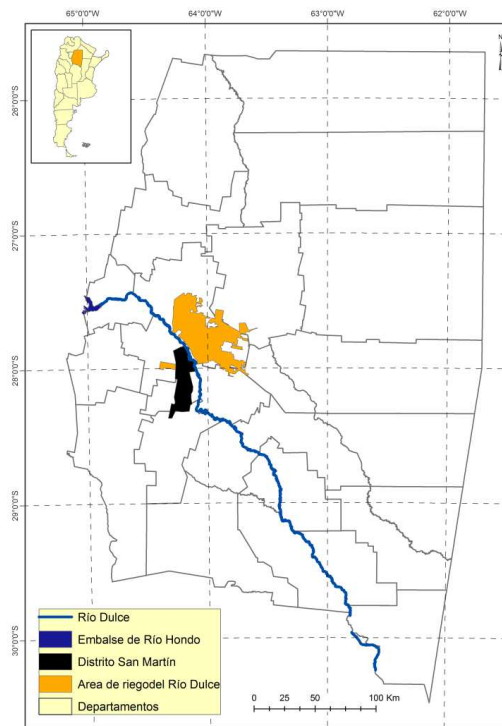 65°0'0"W 64°0'0"W 63°0'0"W 62°0'0"W
N
26°0'0"S
27°0'0"S
28°0'0"S
29°0'0"S
30°0'0"S
Río Dulce
Embalse de Río Hondo
Distrito San Martín
Area de riegodel Río Dulce
Departamentos
0 25 50 100 Km